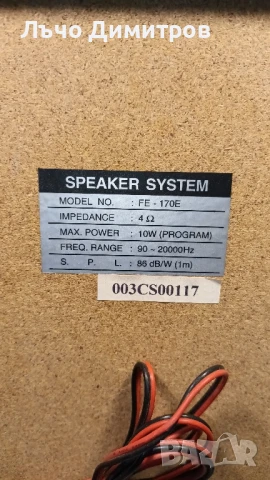 Лъчо Димитров
SPEAKER SYSTEM
MODEL NO. : FE - 170E
IMPEDANCE : 4 Ω
MAX. POWER : 10W (PROGRAM)
FREQ. RANGE : 90 ~ 20000Hz
S. P. L. : 86 dB/W (1m)
003CS00117
BAZAR